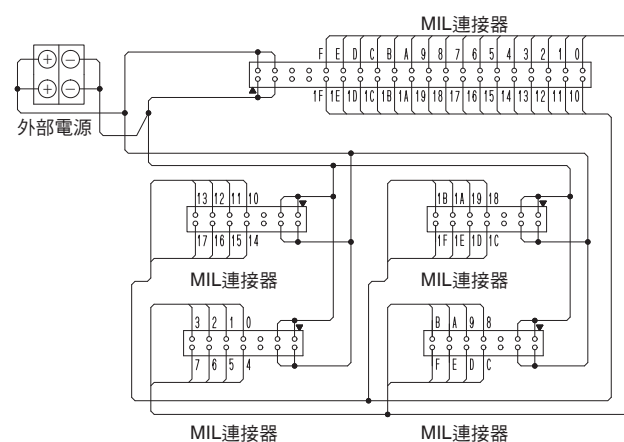 MIL連接器
F E D C B A 9 8 7 6 5 4 3 2 1 0
外部電源
1F 1E 1D 1C 1B 1A 19 18 17 16 15 14 13 12 11 10
13 12 11 10
1B 1A 19 18
17 16 15 14
1F 1E 1D 1C
MIL連接器
MIL連接器
3 2 1 0
B A 9 8
7 6 5 4
F E D C
MIL連接器
MIL連接器